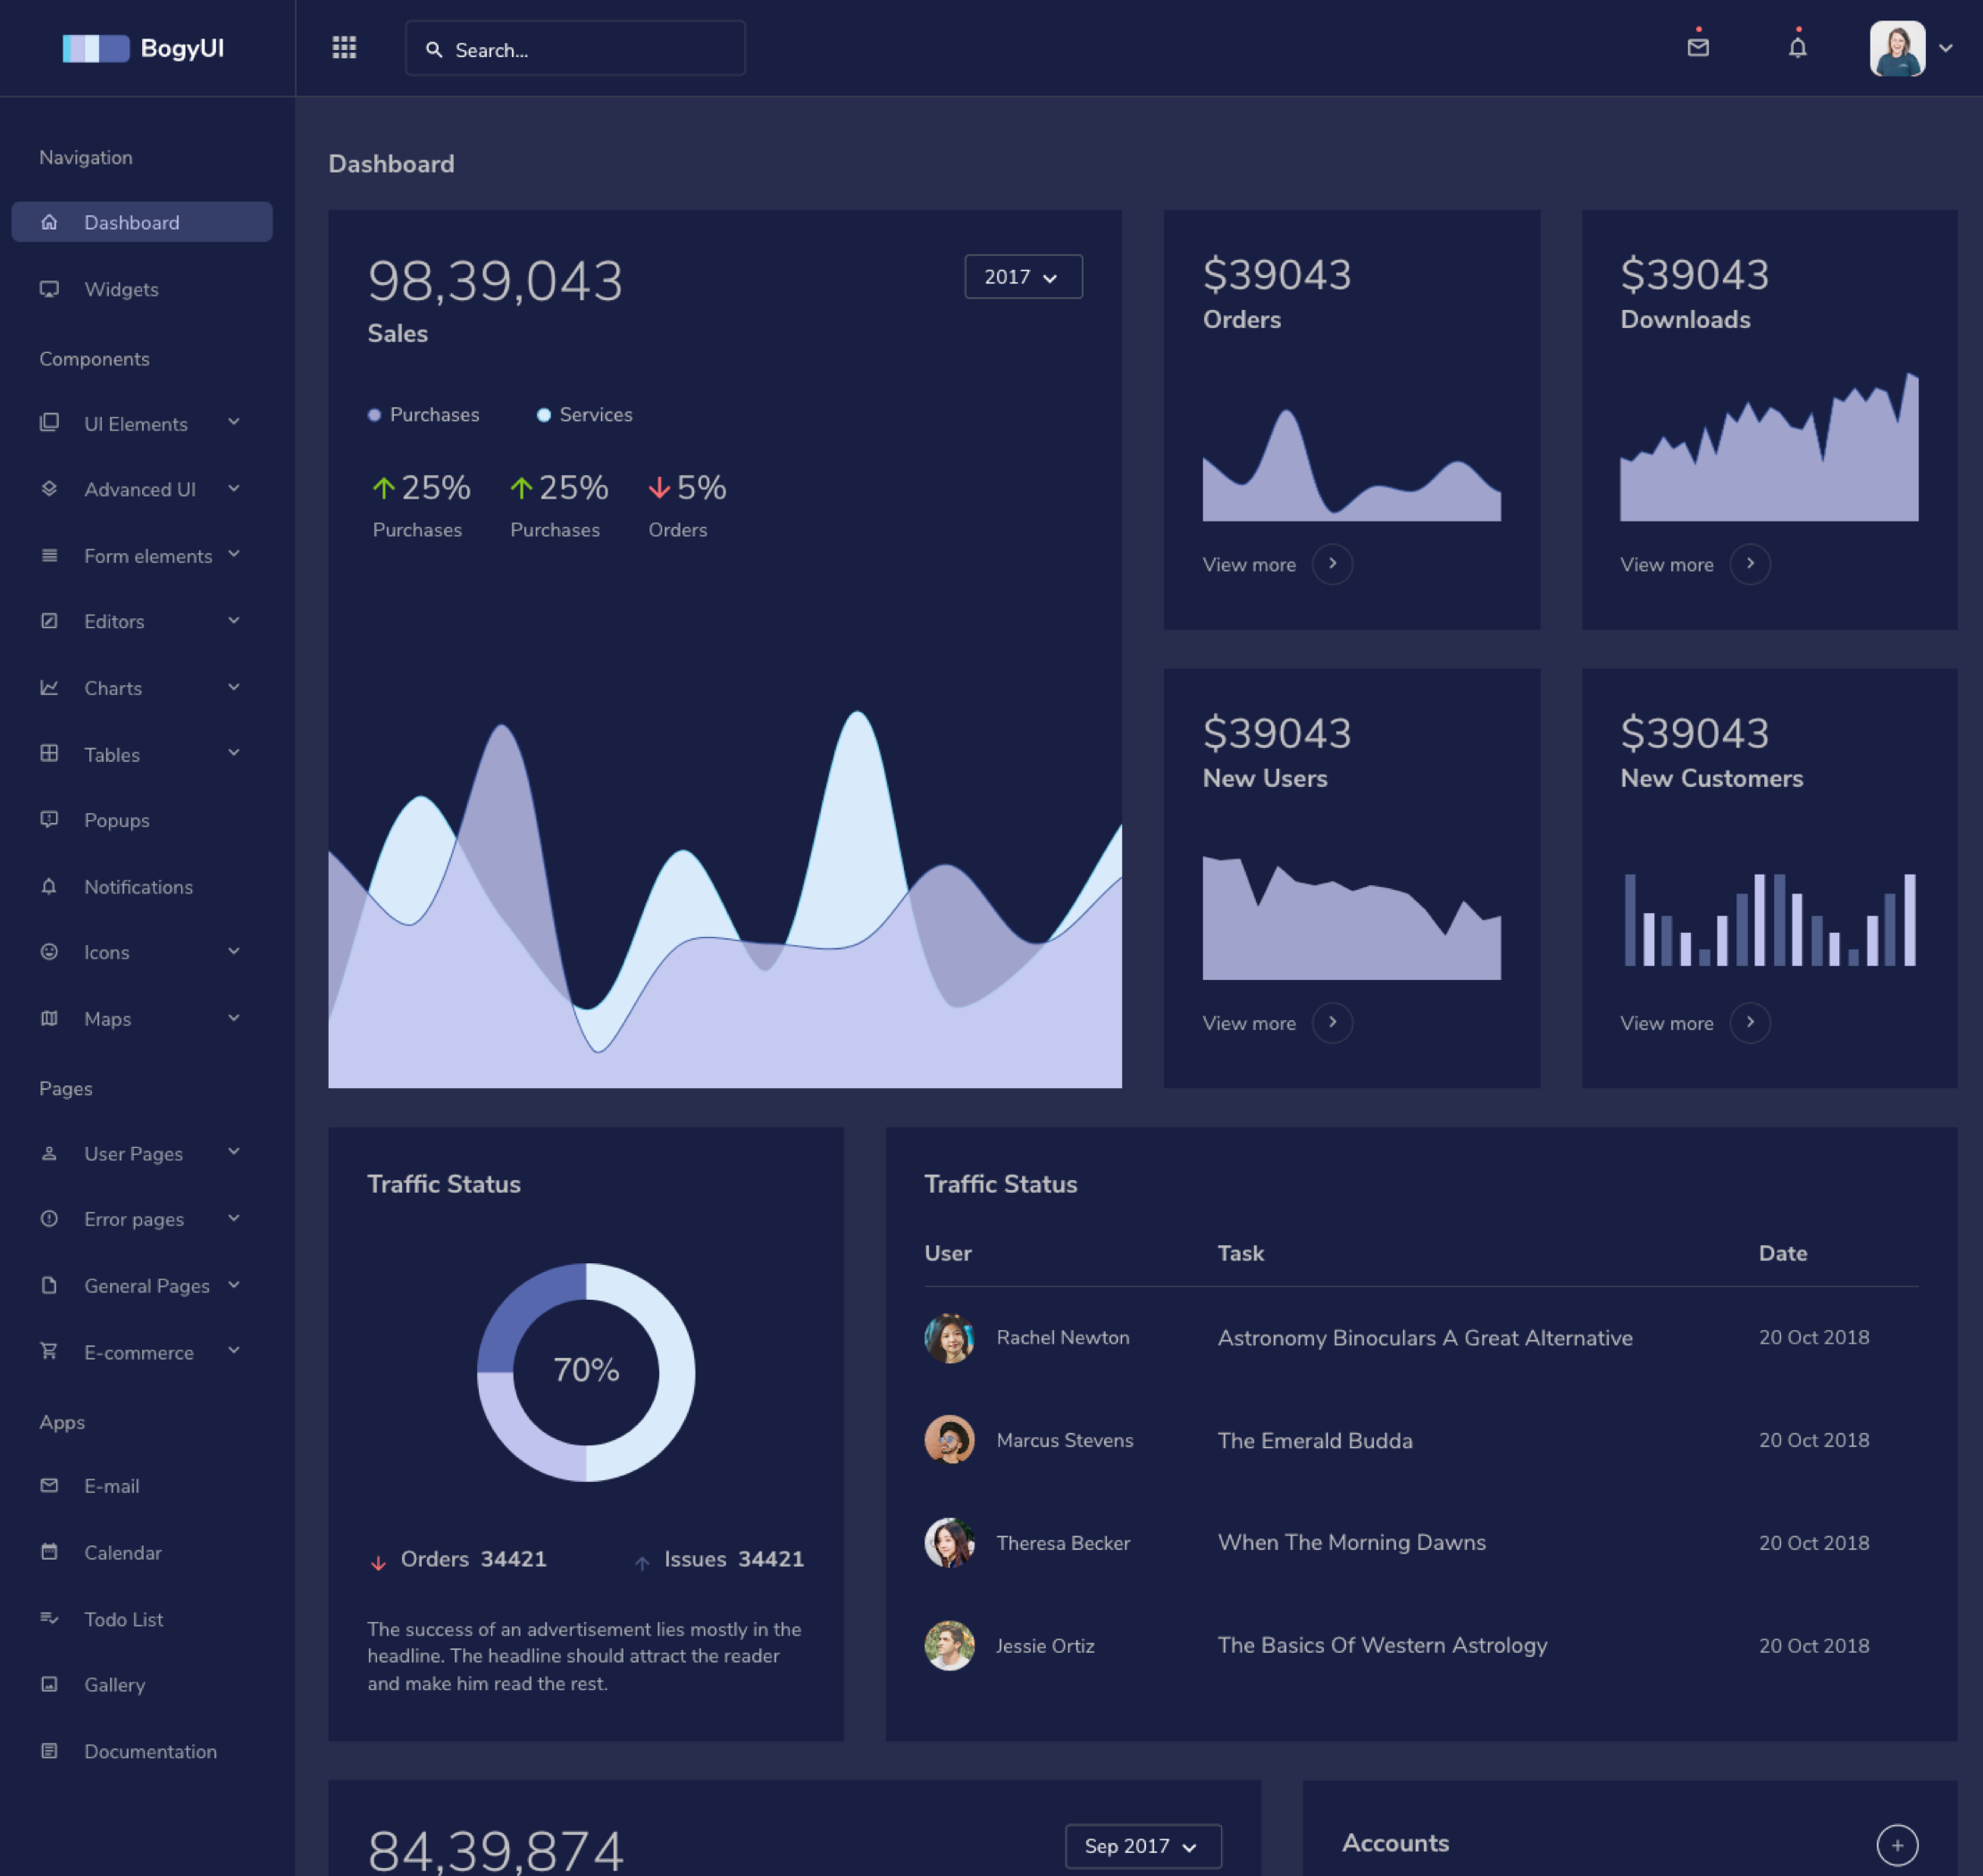 BogyUI
Search...
Navigation
Dashboard
Widgets
Components
UI Elements
Advanced UI
Form elements
Editors
Charts
Tables
Popups
Notifications
Icons
Maps
Pages
User Pages
Error pages
General Pages
E-commerce
Apps
E-mail
Calendar
Todo List
Gallery
Documentation
Dashboard
98,39,043
2017
Sales
Purchases Services
25% 25% 5%
Purchases Purchases Orders
$39043
Orders
View more
$39043
Downloads
View more
$39043
New Users
View more
$39043
New Customers
View more
Traffic Status
70%
Orders 34421 Issues 34421
The success of an advertisement lies mostly in the
headline. The headline should attract the reader
and make him read the rest.
Traffic Status
User Task Date
Rachel Newton Astronomy Binoculars A Great Alternative 20 Oct 2018
Marcus Stevens The Emerald Budda 20 Oct 2018
Theresa Becker When The Morning Dawns 20 Oct 2018
Jessie Ortiz The Basics Of Western Astrology 20 Oct 2018
84,39,874
Sep 2017
Accounts